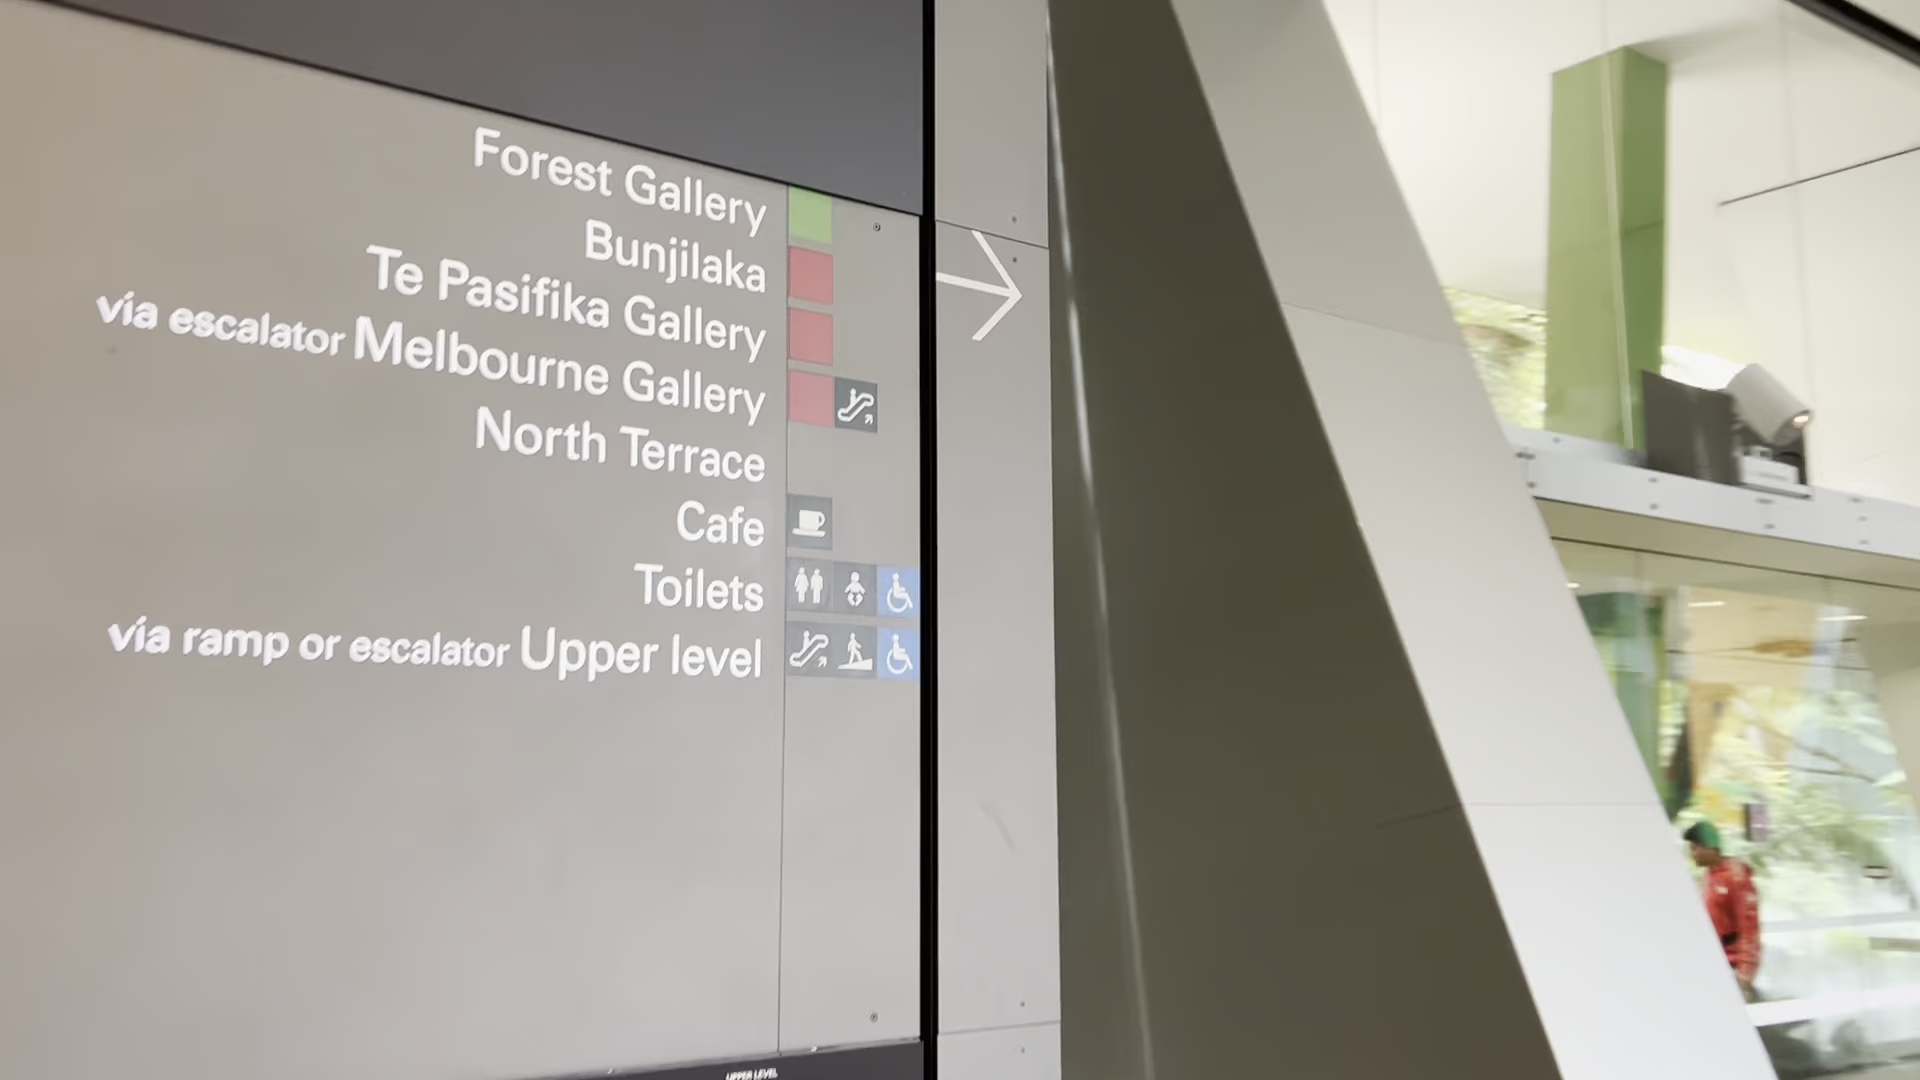 Forest Gallery
Bunjilaka
Te Pasifika Gallery
via escalator Melbourne Gallery
North Terrace
Cafe
Toilets
via ramp or escalator Upper level
UPPER LEVEL